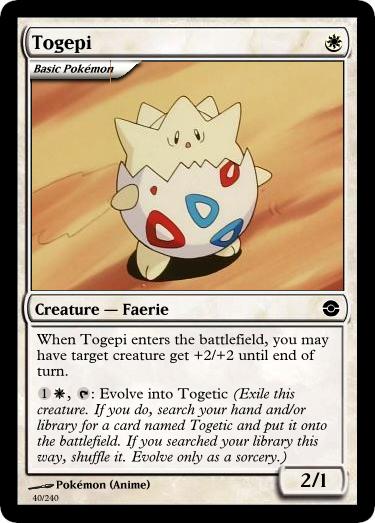 Togepi
Basic Pokémon
Creature — Faerie
When Togepi enters the battlefield, you may
have target creature get +2/+2 until end of
turn.
1 , : Evolve into Togetic (Exile this
creature. If you do, search your hand and/or
library for a card named Togetic and put it onto
the battlefield. If you searched your library this
way, shuffle it. Evolve only as a sorcery.)
2/1
Pokémon (Anime)
40/240